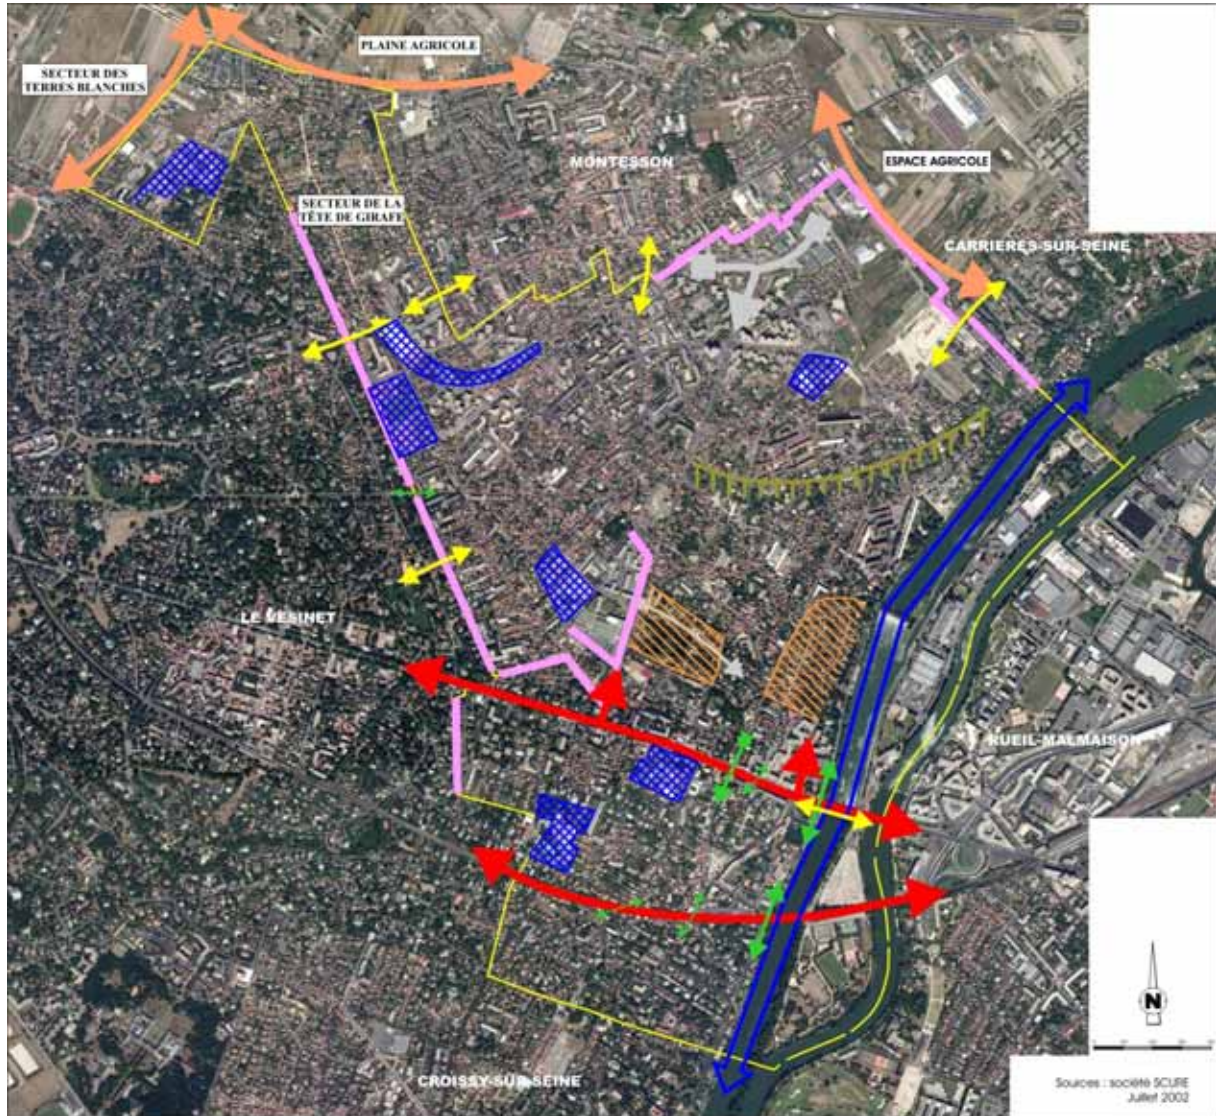 PLAINE AGRICOLE
SECTEUR DES
TERRES BLANCHES
MONTESSON
ESPACE AGRICOLE
SECTEUR DE LA
TÊTE DE GIRAFE
CARRIERES-SUR-SEINE
LE VESINET
RUEIL-MALMAISON
CROISSY-SUR-SEINE
N
Sources : société SCURE
Juillet 2002